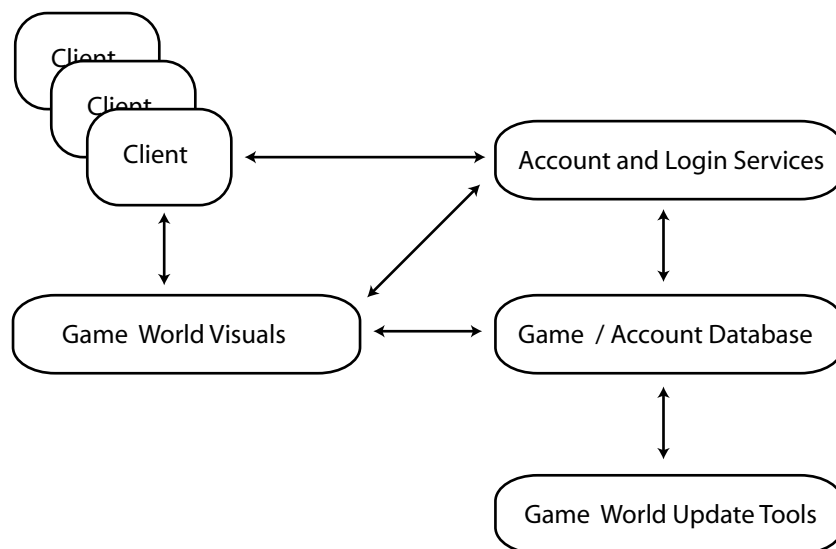 Client
Client
Client
Account and Login Services
Game World Visuals
Game / Account Database
Game World Update Tools